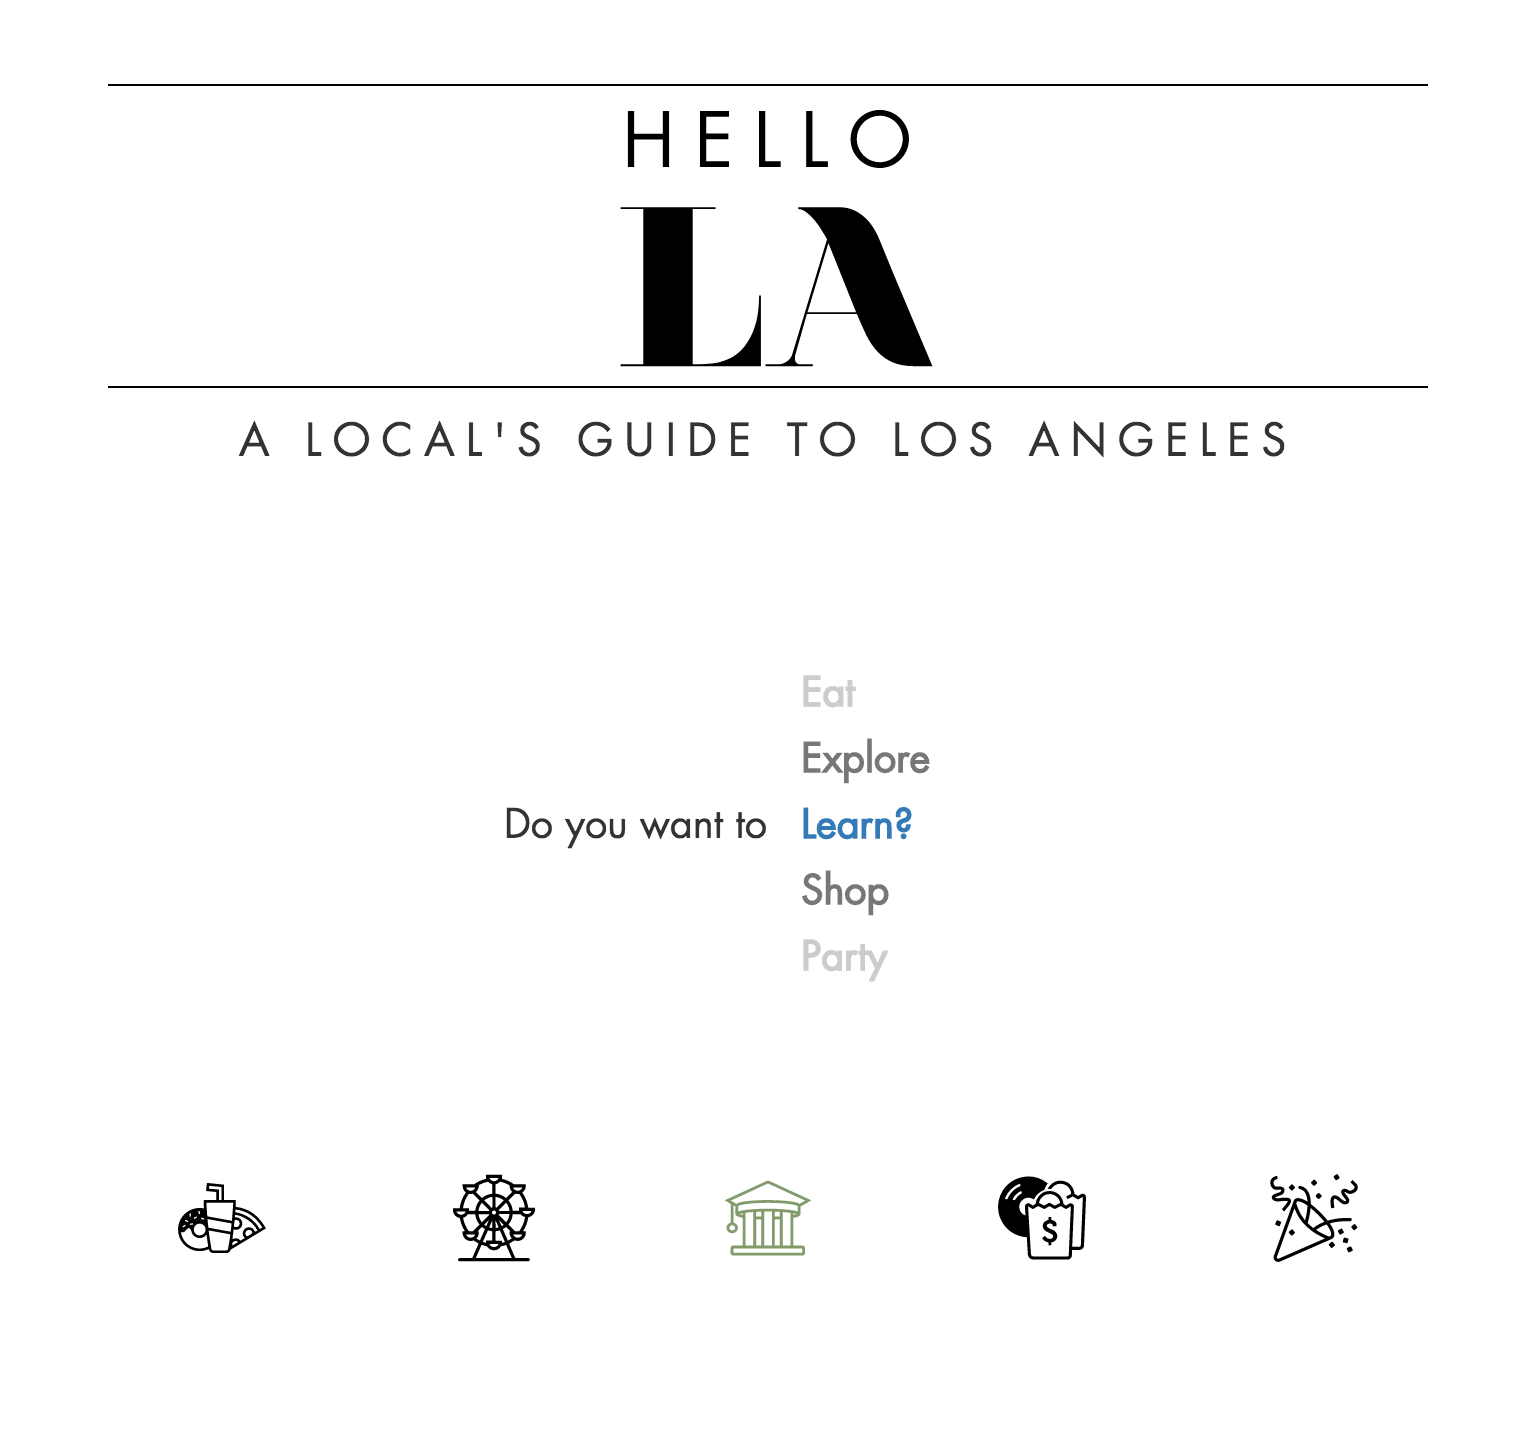 HELLO
LA
A LOCAL'S GUIDE TO LOS ANGELES
Eat
Explore
Do you want to Learn?
Shop
Party
$